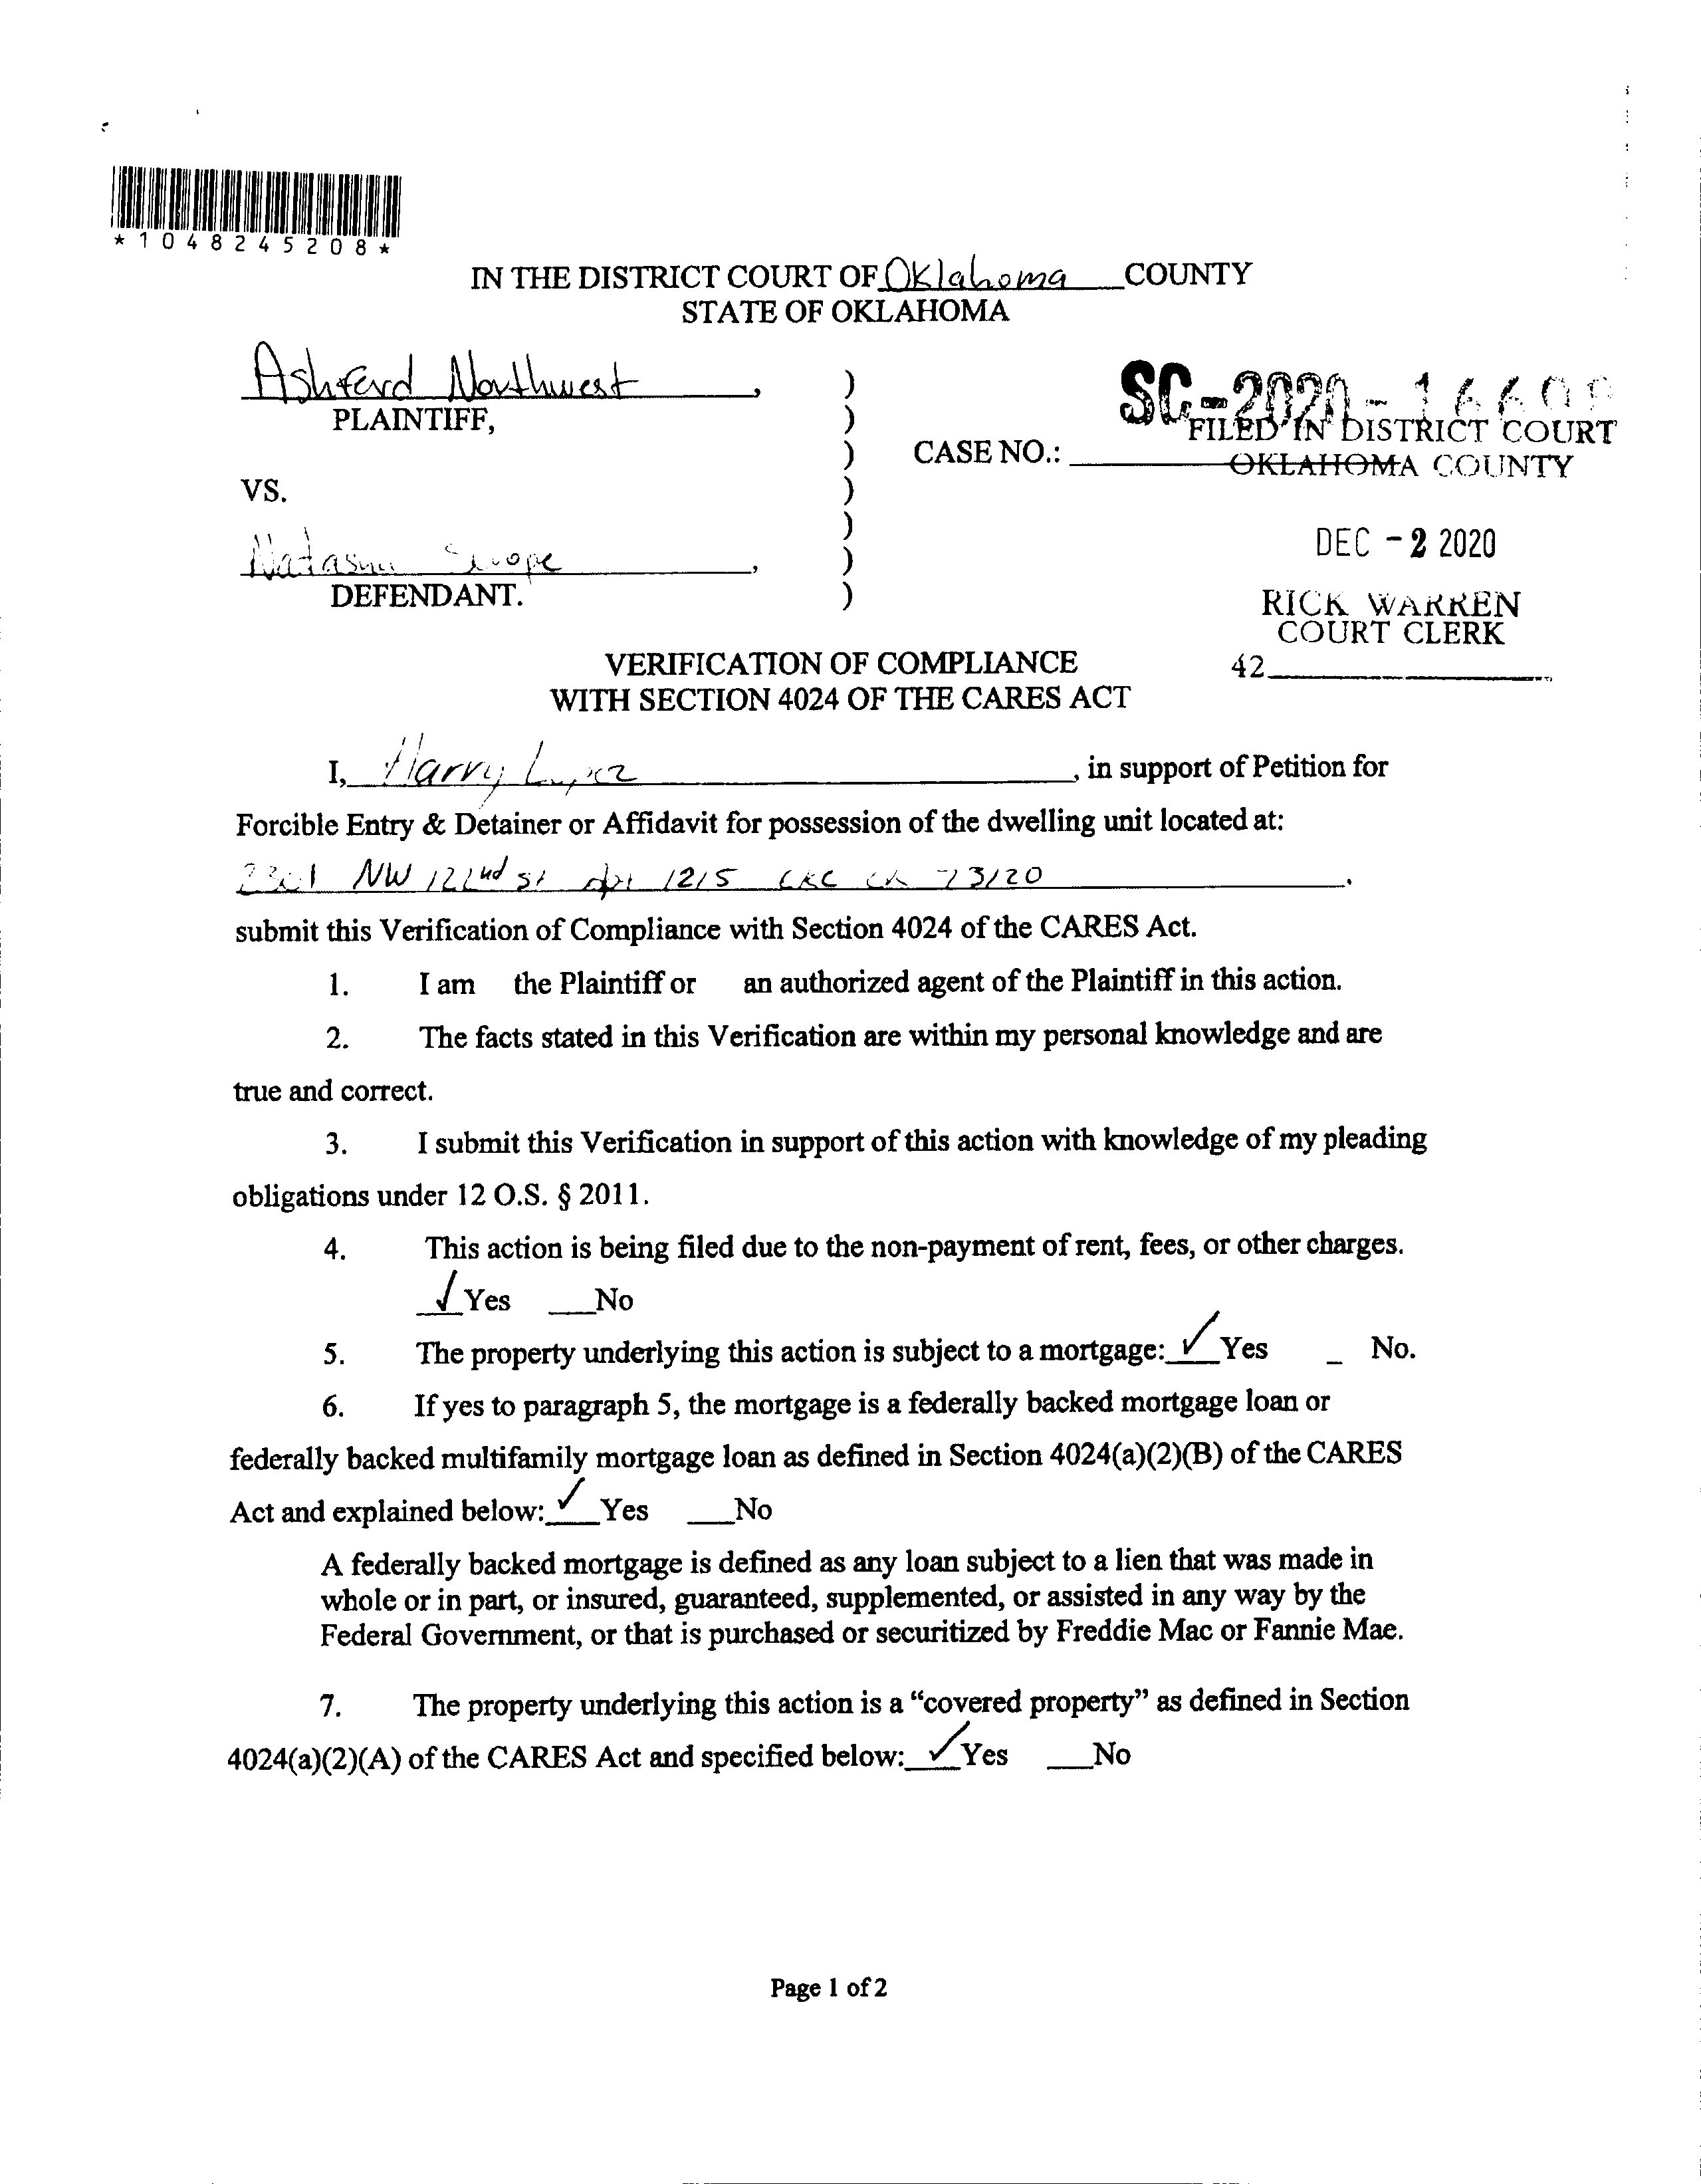 *1048245208*
IN THE DISTRICT COURT OF Oklahoma COUNTY
STATE OF OKLAHOMA
Ashford Northwest, )
PLAINTIFF, )
SC-2020-
FILED IN DISTRICT COURT
CASE NO.: OKLAHOMA COUNTY
VS. )
DEC -2 2020
Natasha , )
DEFENDANT. )
RICK WARREN
COURT CLERK
42
VERIFICATION OF COMPLIANCE
WITH SECTION 4024 OF THE CARES ACT
I, Harry , in support of Petition for
Forcible Entry & Detainer or Affidavit for possession of the dwelling unit located at:
NW 122nd St Apt 1215 73120.
submit this Verification of Compliance with Section 4024 of the CARES Act.
1. I am the Plaintiff or an authorized agent of the Plaintiff in this action.
2. The facts stated in this Verification are within my personal knowledge and are
true and correct.
3. I submit this Verification in support of this action with knowledge of my pleading
obligations under 12 O.S. § 2011.
4. This action is being filed due to the non-payment of rent, fees, or other charges.
✓ Yes __No
5. The property underlying this action is subject to a mortgage: ✓ Yes _ No.
6. If yes to paragraph 5, the mortgage is a federally backed mortgage loan or
federally backed multifamily mortgage loan as defined in Section 4024(a)(2)(B) of the CARES
Act and explained below: ✓ Yes __No
A federally backed mortgage is defined as any loan subject to a lien that was made in
whole or in part, or insured, guaranteed, supplemented, or assisted in any way by the
Federal Government, or that is purchased or securitized by Freddie Mac or Fannie Mae.
7. The property underlying this action is a “covered property” as defined in Section
4024(a)(2)(A) of the CARES Act and specified below: ✓ Yes __No
Page 1 of 2